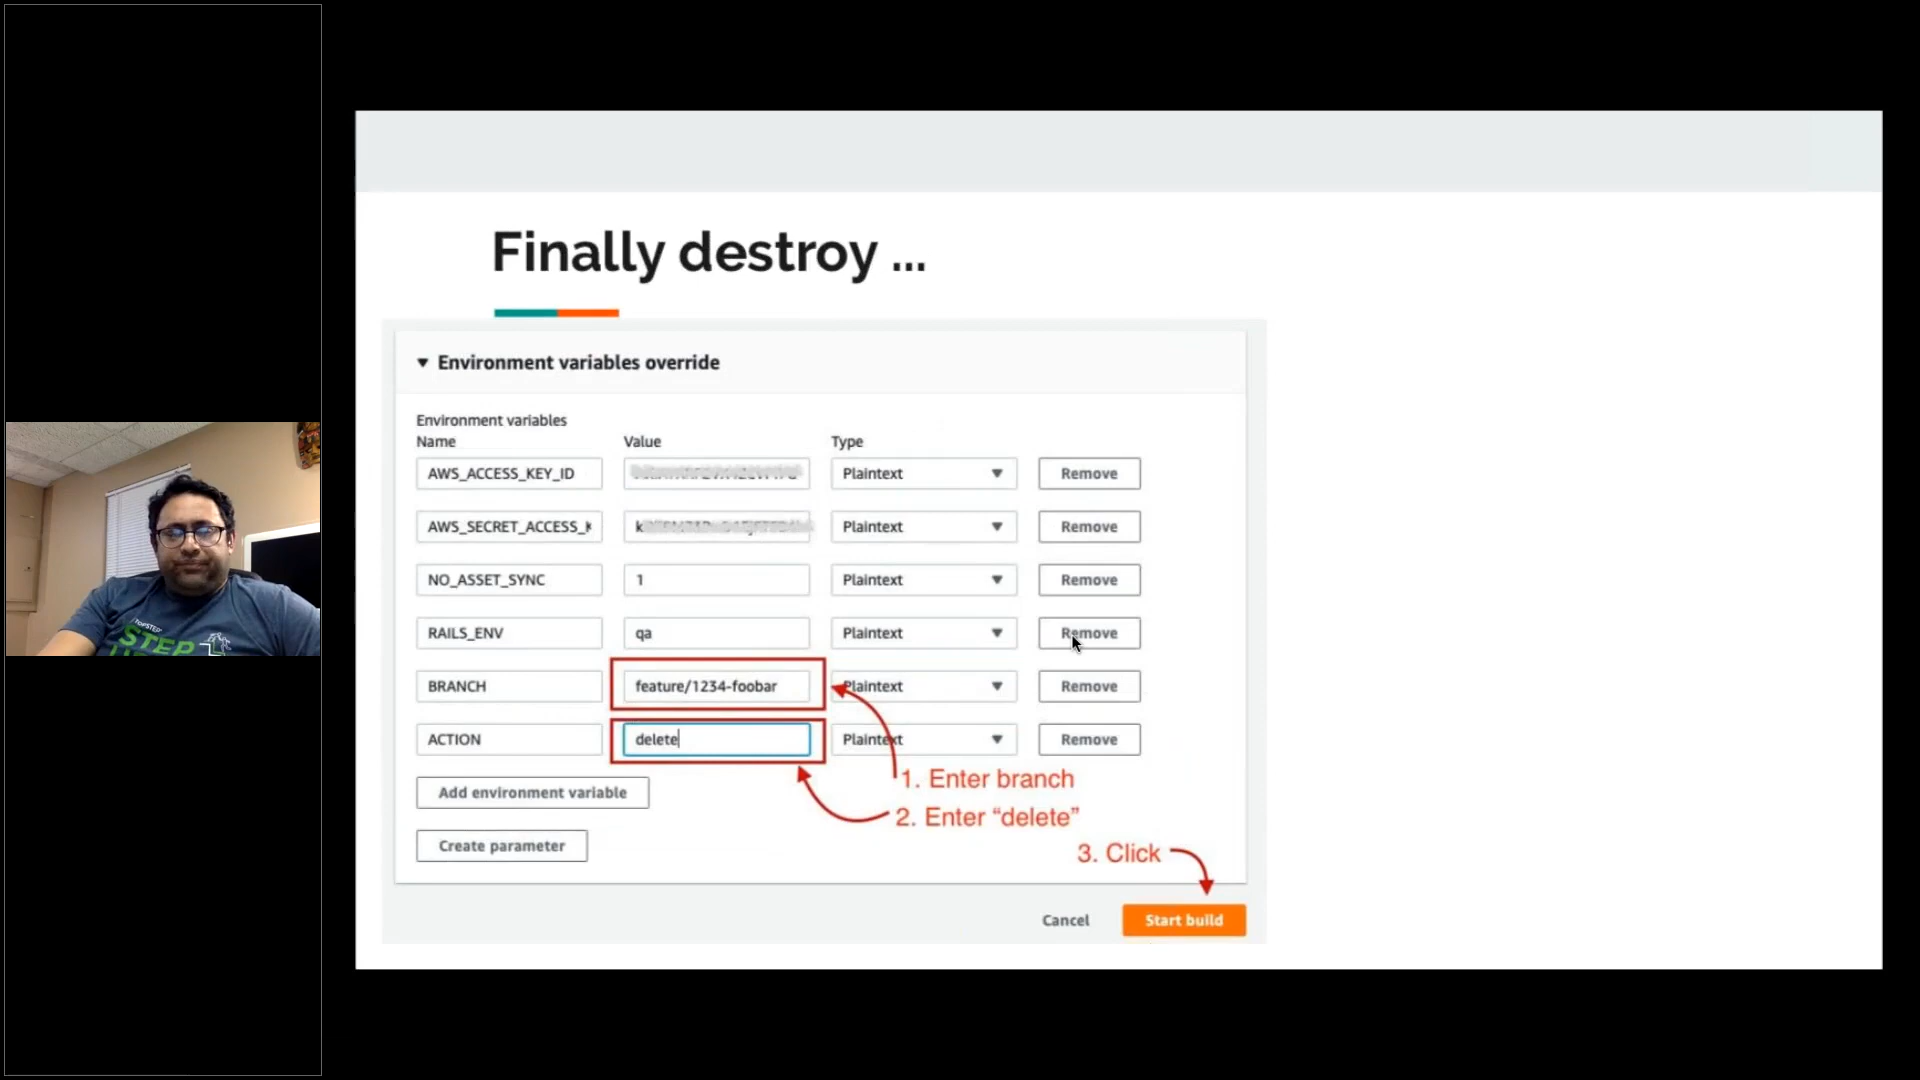 Finally destroy ...
▼ Environment variables override
Environment variables
Name Value Type
AWS_ACCESS_KEY_ID Plaintext ▼ Remove
AWS_SECRET_ACCESS_K k Plaintext ▼ Remove
NO_ASSET_SYNC 1 Plaintext ▼ Remove
RAILS_ENV qa Plaintext ▼ Remove
BRANCH feature/1234-foobar Plaintext ▼ Remove
ACTION delete Plaintext ▼ Remove
1. Enter branch
Add environment variable
2. Enter “delete”
Create parameter
3. Click
Cancel Start build
TOPSTEP
STEP